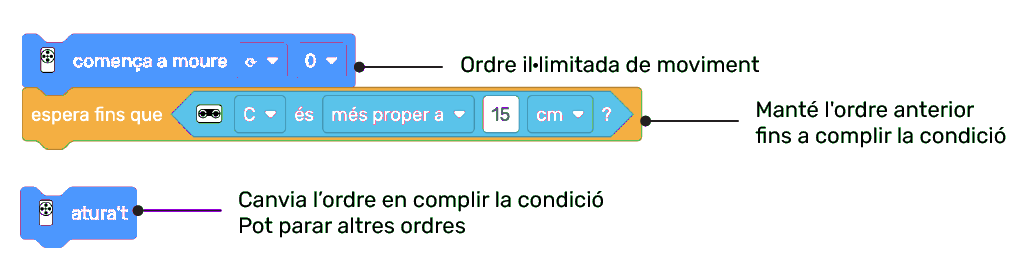 comença a moure 0
Ordre il·limitada de moviment
espera fins que C és més proper a 15 cm ?
Manté l'ordre anterior
fins a complir la condició
atura't
Canvia l'ordre en complir la condició
Pot parar altres ordres